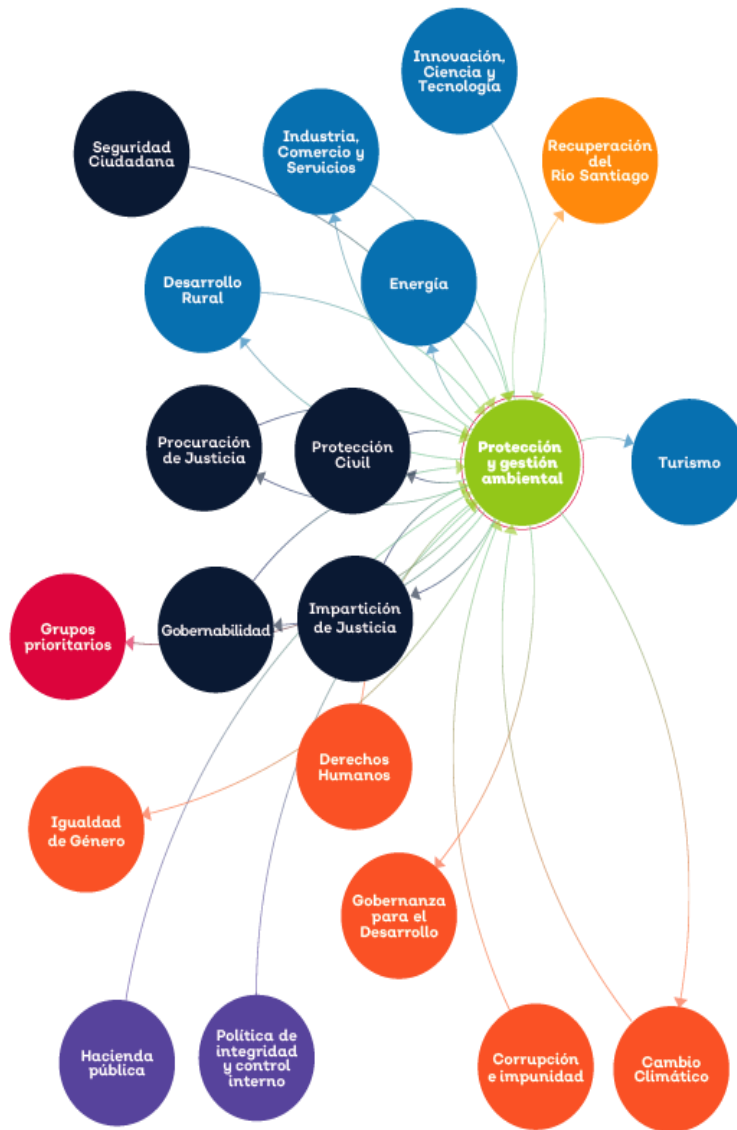 Innovación,
Ciencia y
Tecnología
Seguridad
Ciudadana
Industria,
Comercio y
Servicios
Recuperación
del
Rio Santiago
Desarrollo
Rural
Energía
Procuración
de Justicia
Protección
Civil
Protección
y gestión
ambiental
Turismo
Grupos
prioritarios
Gobernabilidad
Impartición
de Justicia
Derechos
Humanos
Igualdad
de Género
Gobernanza
para el
Desarrollo
Hacienda
pública
Política de
integridad
y control
interno
Corrupción
e impunidad
Cambio
Climático